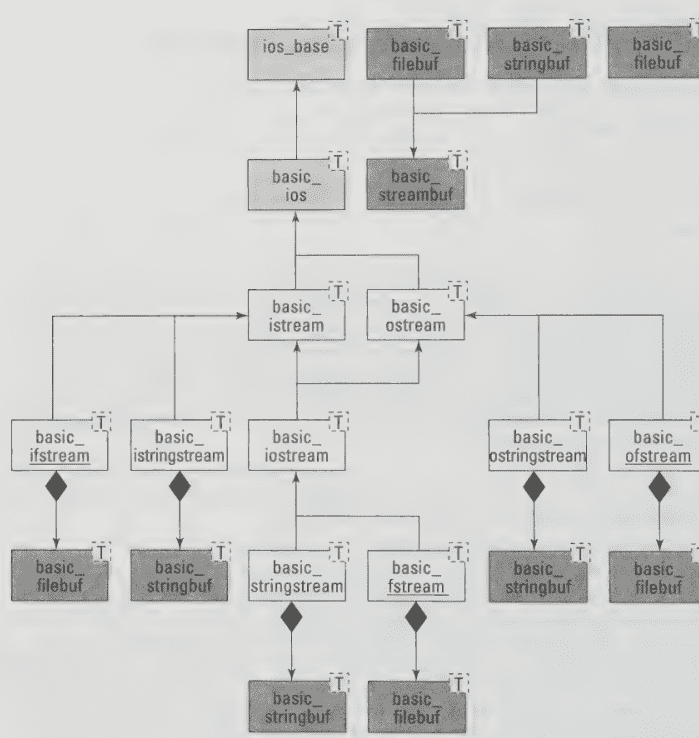 T
T
T
T
ios_base
basic_
filebuf
basic_
stringbuf
basic_
filebuf
T
T
basic_
ios
basic_
streambuf
T
T
basic_
istream
basic_
ostream
T
T
T
T
T
basic_
ifstream
basic_
istringstream
basic_
iostream
basic_
ostringstream
basic_
ofstream
T
T
T
T
T
T
basic_
filebuf
basic_
stringbuf
basic_
stringstream
basic_
fstream
basic_
stringbuf
basic_
filebuf
T
T
basic_
stringbuf
basic_
filebuf